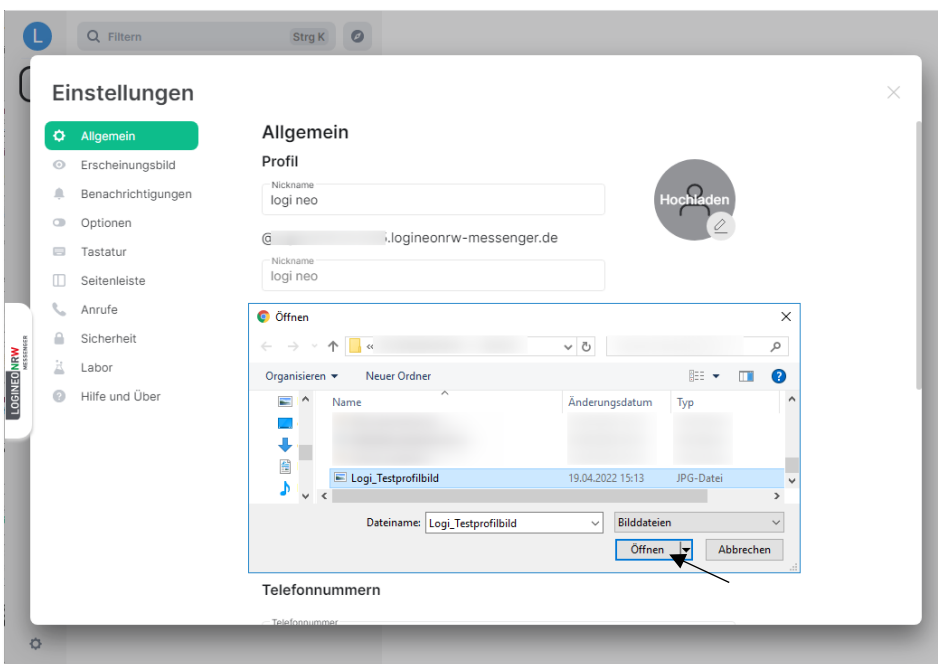 L
Filtern
Strg K
Einstellungen
Allgemein
Erscheinungsbild
Benachrichtigungen
Optionen
Tastatur
Seitenleiste
Anrufe
Sicherheit
Labor
Hilfe und Über
LOGINEO NRW
MESSENGER
Allgemein
Profil
Nickname
logi neo
Hochladen
@ .logineonrw-messenger.de
Nickname
logi neo
Öffnen
«
Organisieren Neuer Ordner
?
Name Änderungsdatum Typ
Logi_Testprofilbild 19.04.2022 15:13 JPG-Datei
Dateiname: Logi_Testprofilbild Bilddateien
Öffnen Abbrechen
Telefonnummern
Telefonnummer